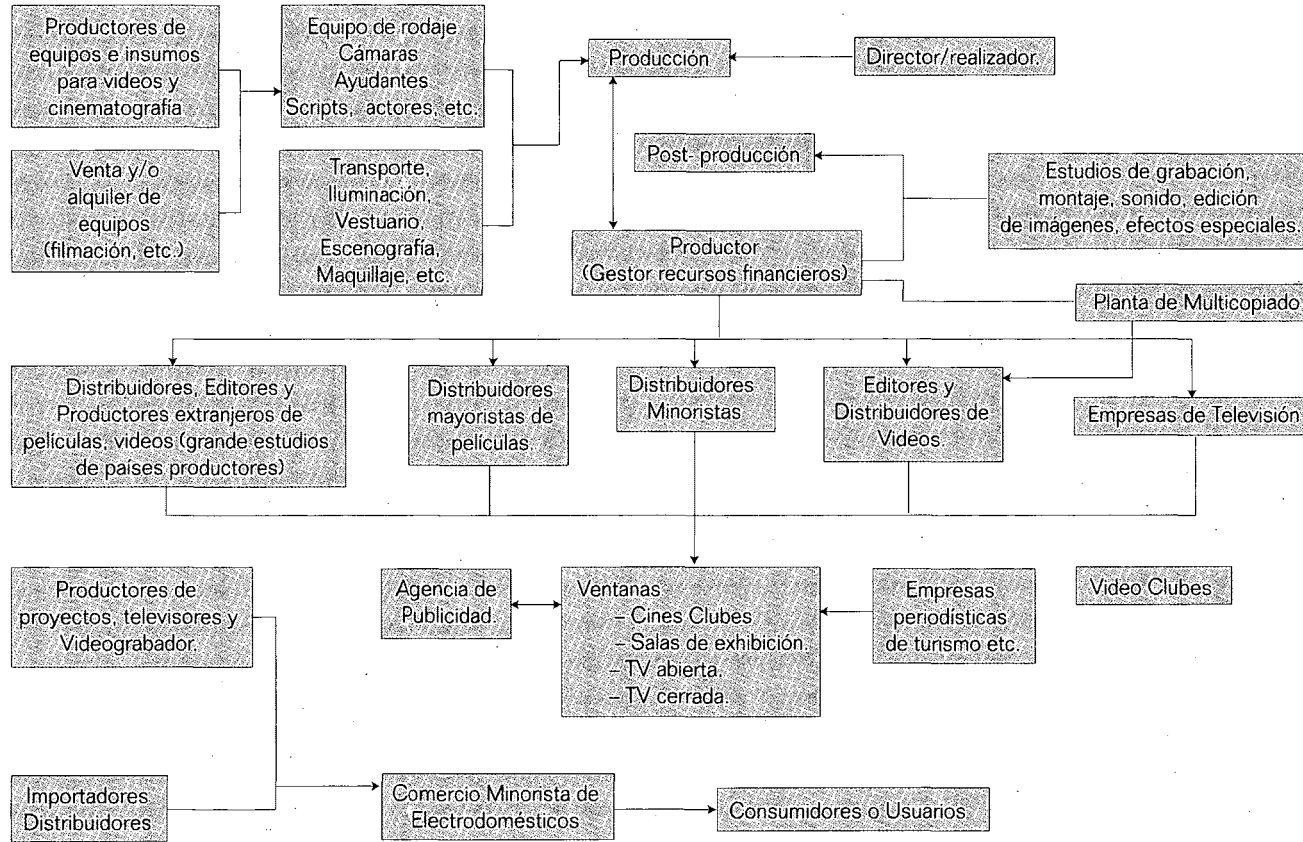 Productores de
equipos e insumos
para videos y
cinematografía
Equipo de rodaje
Cámaras
Ayudantes
Scripts, actores, etc.
Producción
Director/realizador.
Post- producción
Venta y/o
alquiler de
equipos
(filmación, etc.)
Transporte,
Iluminación,
Vestuario,
Escenografía,
Maquillaje, etc.
Estudios de grabación,
montaje, sonido, edición
de imágenes, efectos especiales.
Productor
(Gestor recursos financieros)
Planta de Multicopiado
Distribuidores, Editores y
Productores extranjeros de
películas, videos (grande estudios
de países productores)
Distribuidores
mayoristas de
películas.
Distribuidores
Minoristas
Editores y
Distribuidores de
Videos.
Empresas de Televisión
Productores de
proyectos, televisores y
Videograbador.
Agencia de
Publicidad.
Ventanas
– Cines Clubes
– Salas de exhibición.
– TV abierta.
– TV cerrada.
Empresas
periodísticas
de turismo etc.
Video Clubes
Importadores
Distribuidores
Comercio Minorista de
Electrodomésticos
Consumidores o Usuarios